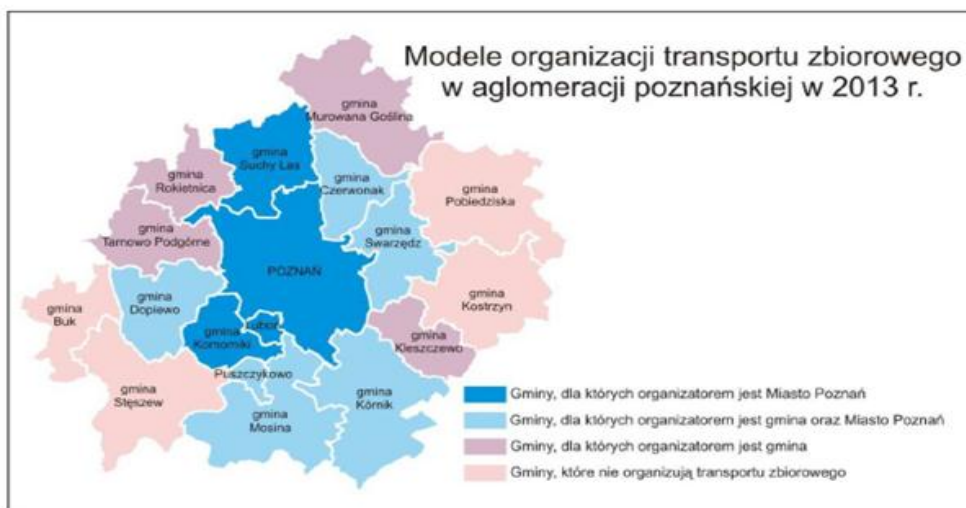 Modele organizacji transportu zbiorowego
w aglomeracji poznańskiej w 2013 r.
gmina
Murowana Goślina
gmina
Suchy Las
gmina
Rokietnica
gmina
Czerwonak
gmina
Pobiedziska
gmina
Tarnowo Podgórne
gmina
Swarzędz
POZNAŃ
gmina
Dopiewo
gmina
Buk
gmina
Kostrzyn
Luboń
gmina
Komorniki
gmina
Kleszczewo
Puszczykowo
gmina
Stęszew
gmina
Mosina
gmina
Kórnik
Gminy, dla których organizatorem jest Miasto Poznań
Gminy, dla których organizatorem jest gmina oraz Miasto Poznań
Gminy, dla których organizatorem jest gmina
Gminy, które nie organizują transportu zbiorowego